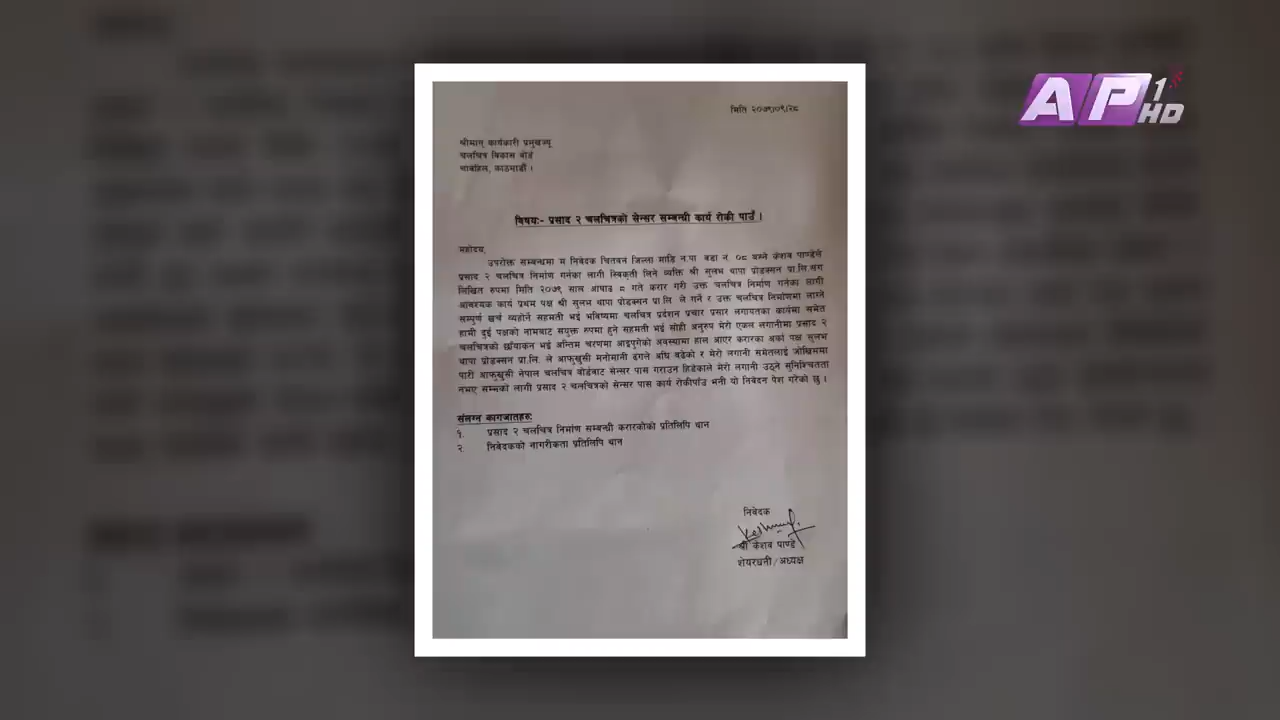 AP1 HD
मिति २०७९/०९/२८
श्रीमान् कार्यकारी प्रमुखज्यू
चलचित्र विकास बोर्ड
चावहिल, काठमाडौं ।
बिषयः- प्रसाद २ चलचित्रको सेन्सर सम्बन्धी कार्य रोकी पाउँ ।
महोदय,
उपरोक्त सम्बन्धमा म निवेदक चितवन जिल्ला माडि न.पा वडा न. ०८ बस्ने केशव पाण्डेले
प्रसाद २ चलचित्र निर्माण गर्नका लागी स्विकृती लिने व्यक्ति श्री सुलभ थापा प्रोडक्सन प्रा.लि.सग
लिखित रुपमा मिति २०७९ साल आषाड ८ गते करार गरी उक्त चलचित्र निर्माण गर्नका लागी
आवश्यक कार्य प्रथम पक्ष श्री सुलभ थापा प्रोडक्सन प्रा.लि ले गर्ने र उक्त चलचित्र निर्माणमा लाग्ने
सम्पुर्ण खर्च व्यहोर्ने सहमती भई भविष्यमा चलचित्र प्रर्दशन प्रचार प्रसार लगायतका कार्यमा समेत
हामी दुई पक्षको नामबाट सयुक्त रुपमा हुने सहमती भई सोही अनुरुप मेरो एकल लगानीमा प्रसाद २
चलचित्रको छाँयाकन भई अन्तिम चरणमा आइपुगेको अवस्थामा हाल आएर करारका अर्का पक्ष सुलभ
थापा प्रोडक्सन प्रा.लि. ले आफुखुसी मनोमानी ढंगले अघि बढेको र मेरो लगानी समेतलाई जोखिममा
पारी आफुखुसी नेपाल चलचित्र बोर्डबाट सेन्सर पास गराउन हिडेकाले मेरो लगानी उठ्ने सुनिश्चितता
नभए सम्मको लागी प्रसाद २ चलचित्रको सेन्सर पास कार्य रोकीपाँउ भनी यो निवेदन पेश गरेको छु ।
संलग्न कागजातहरु:
१. प्रसाद २ चलचित्र निर्माण सम्बन्धी करारकोको प्रतिलिपि थान
२ निवेदकको नागरीकता प्रतिलिपि थान
निवेदक
श्री केशव पाण्डे
शेयरधनी/अध्यक्ष